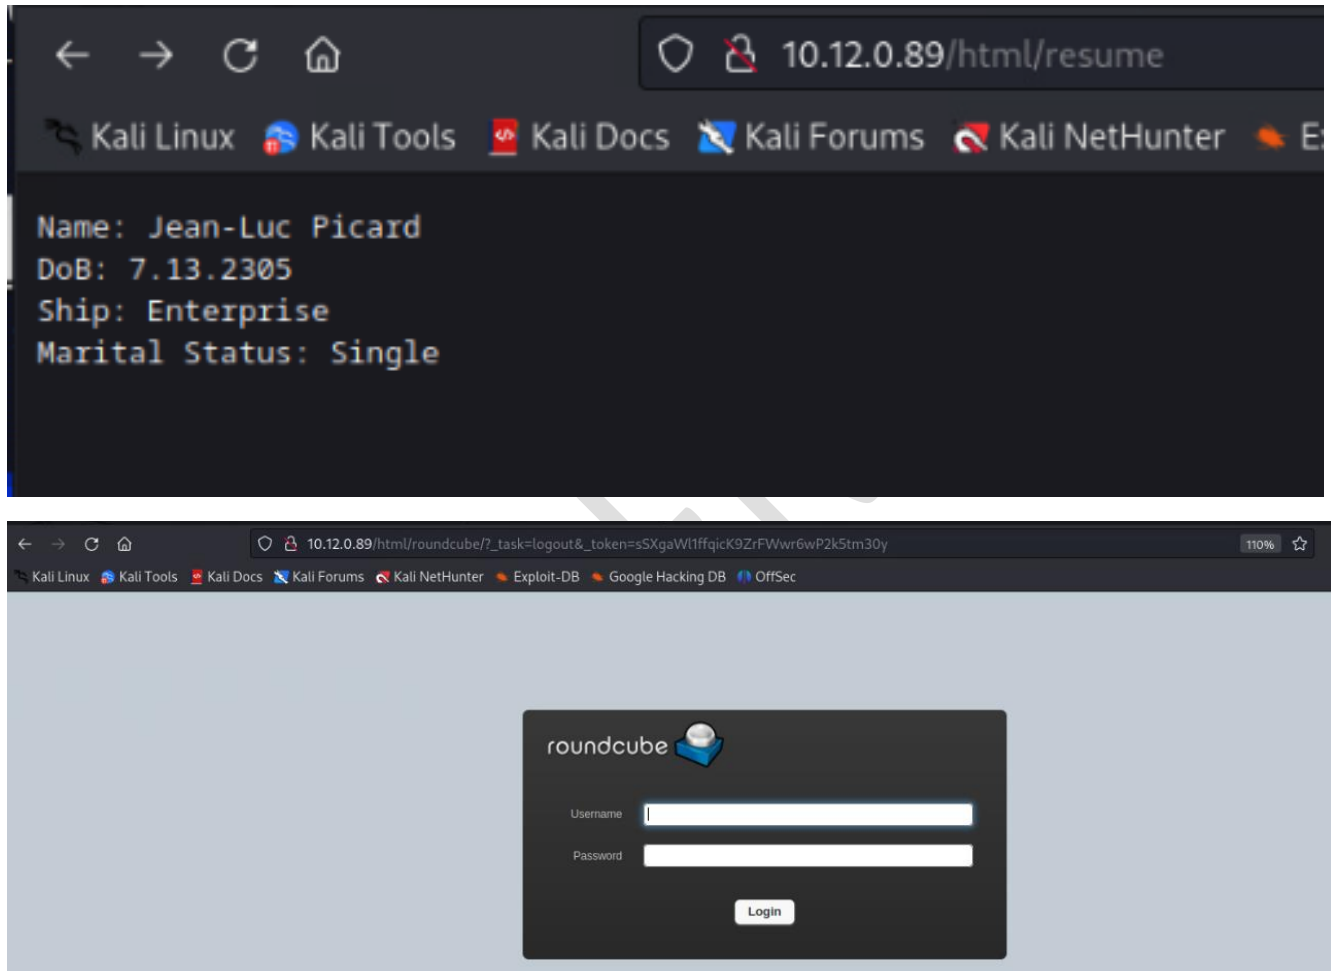 10.12.0.89/html/resume
Kali Linux Kali Tools Kali Docs Kali Forums Kali NetHunter
Name: Jean-Luc Picard
DoB: 7.13.2305
Ship: Enterprise
Marital Status: Single
10.12.0.89/html/roundcube/?_task=logout&_token=sSXgaWl1ffqicK9ZrFWwr6wP2k5tm30y 110%
Kali Linux Kali Tools Kali Docs Kali Forums Kali NetHunter Exploit-DB Google Hacking DB OffSec
roundcube
Username
Password
Login